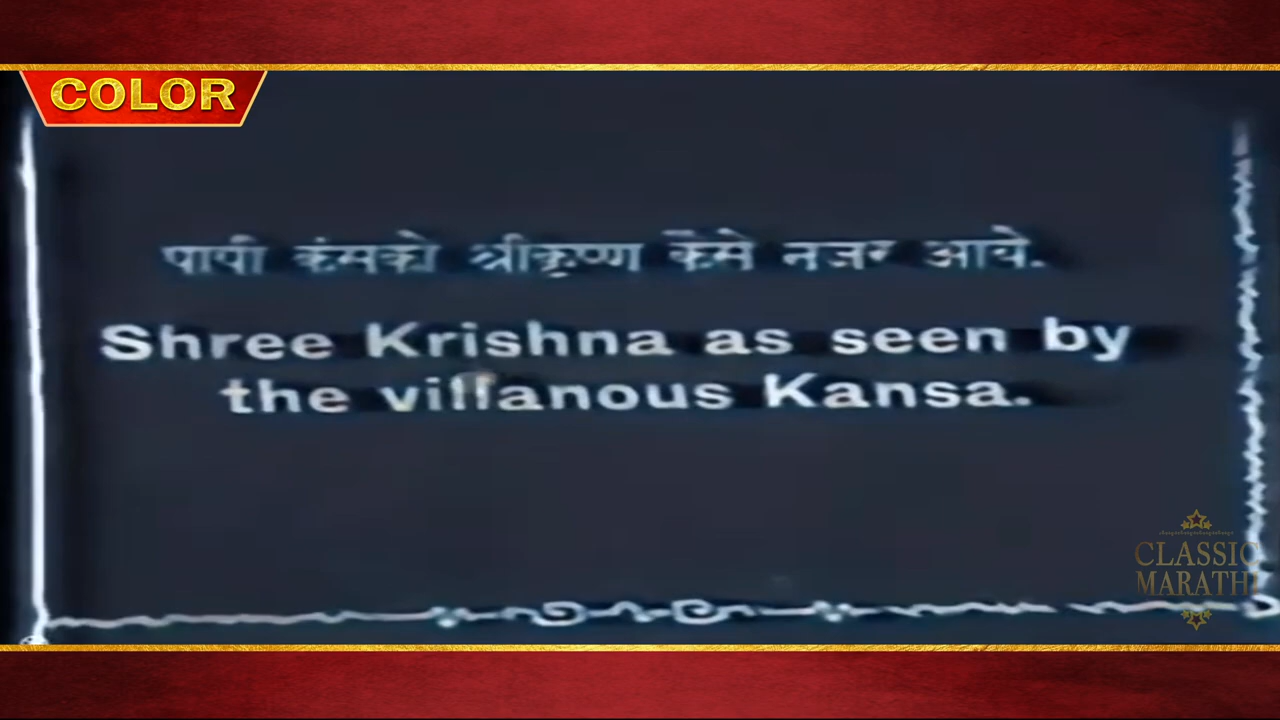 COLOR
पापी कंसको श्रीकृष्ण कैसे नजर आये.
Shree Krishna as seen by
the villanous Kansa.
CLASSIC
MARATHI